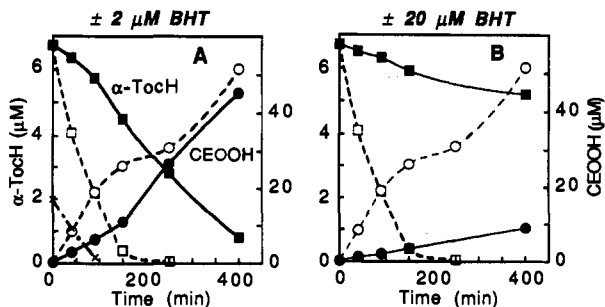 ± 2 µM BHT
± 20 µM BHT
A
B
α-TocH
CEOOH
α-TocH (µM)
6
4
2
0
40
20
0
6
4
2
0
40
20
0
CEOOH (µM)
0
200
400
0
200
400
Time (min)
Time (min)